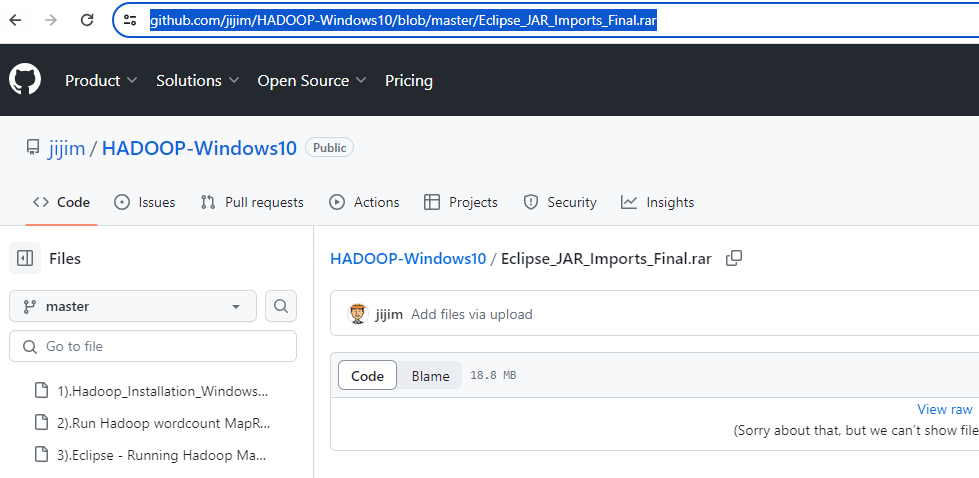 github.com/jijim/HADOOP-Windows10/blob/master/Eclipse_JAR_Imports_Final.rar
Product Solutions Open Source Pricing
jijim / HADOOP-Windows10 Public
Code Issues Pull requests Actions Projects Security Insights
Files
master
Go to file
1).Hadoop_Installation_Windows...
2).Run Hadoop wordcount MapR...
3).Eclipse - Running Hadoop Ma...
HADOOP-Windows10 / Eclipse_JAR_Imports_Final.rar
jijim Add files via upload
Code Blame 18.8 MB
View raw
(Sorry about that, but we can't show file